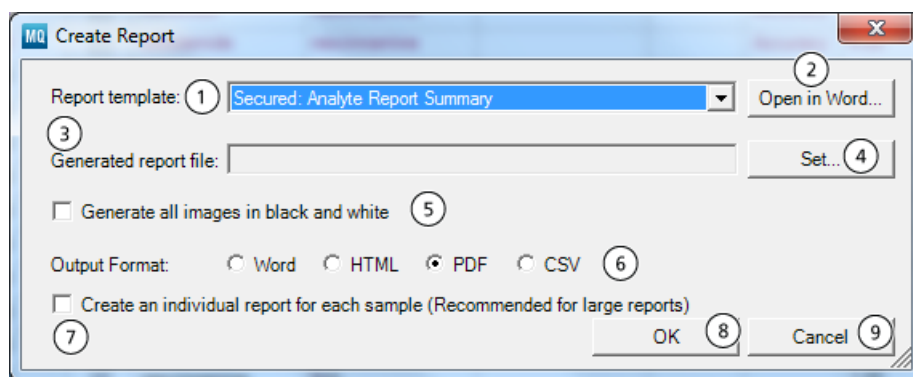 MQ Create Report X
2
Report template: 1 Secured: Analyte Report Summary Open in Word...
3
Generated report file: Set... 4
Generate all images in black and white 5
Output Format: Word HTML PDF CSV 6
Create an individual report for each sample (Recommended for large reports)
7 OK 8 Cancel 9